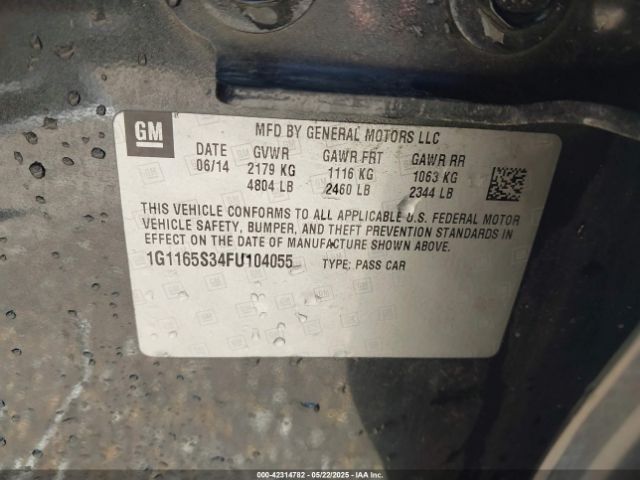 GM
MFD BY GENERAL MOTORS LLC
DATE GVWR GAWR FRT GAWR RR
06/14 2179 KG 1116 KG 1063 KG
4804 LB 2460 LB 2344 LB
THIS VEHICLE CONFORMS TO ALL APPLICABLE U.S. FEDERAL MOTOR
VEHICLE SAFETY, BUMPER, AND THEFT PREVENTION STANDARDS IN
EFFECT ON THE DATE OF MANUFACTURE SHOWN ABOVE.
1G1165S34FU104055 TYPE: PASS CAR
000-42314782 - 05/22/2025 - IAAI.COM